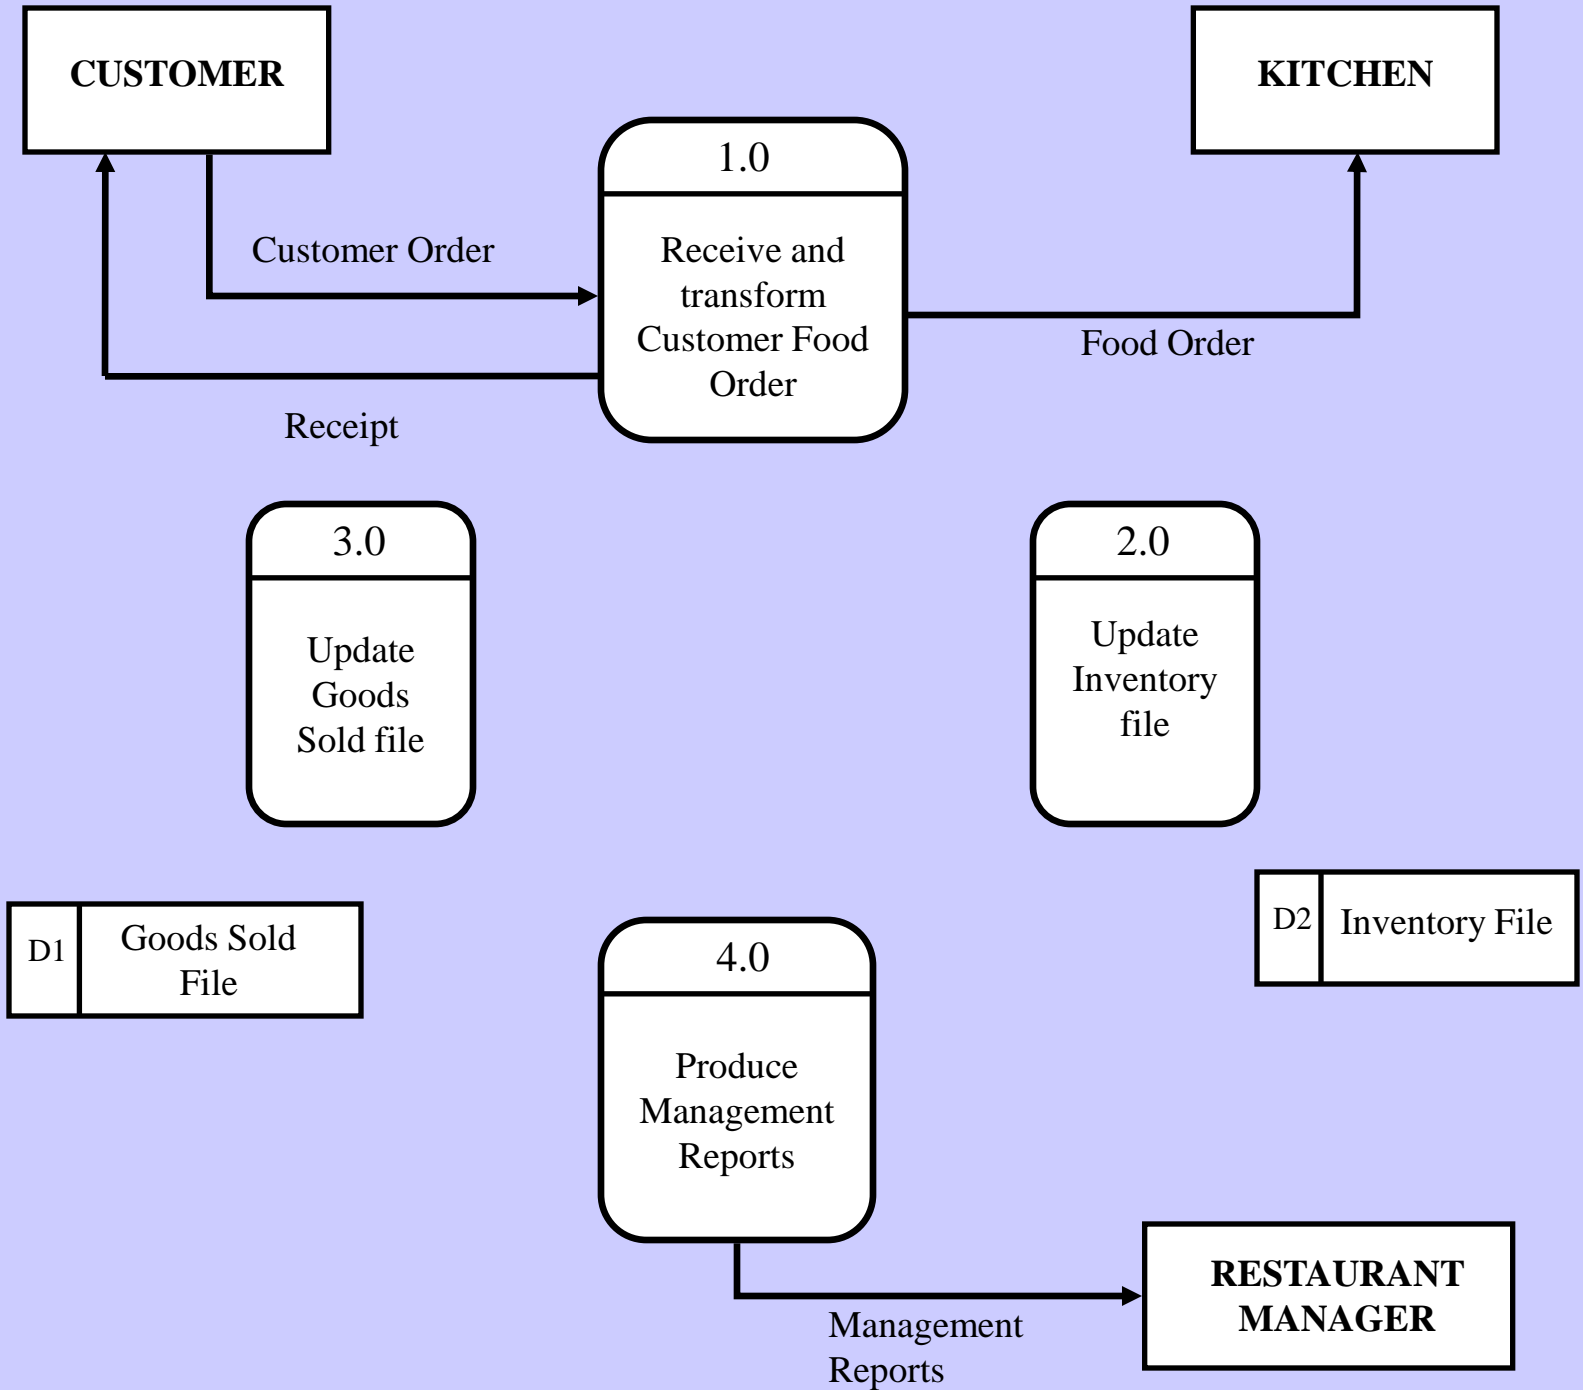 CUSTOMER
KITCHEN
1.0
Receive and
transform
Customer Food
Order
Customer Order
Food Order
Receipt
3.0
Update
Goods
Sold file
2.0
Update
Inventory
file
D1
Goods Sold
File
D2
Inventory File
4.0
Produce
Management
Reports
RESTAURANT
MANAGER
Management
Reports